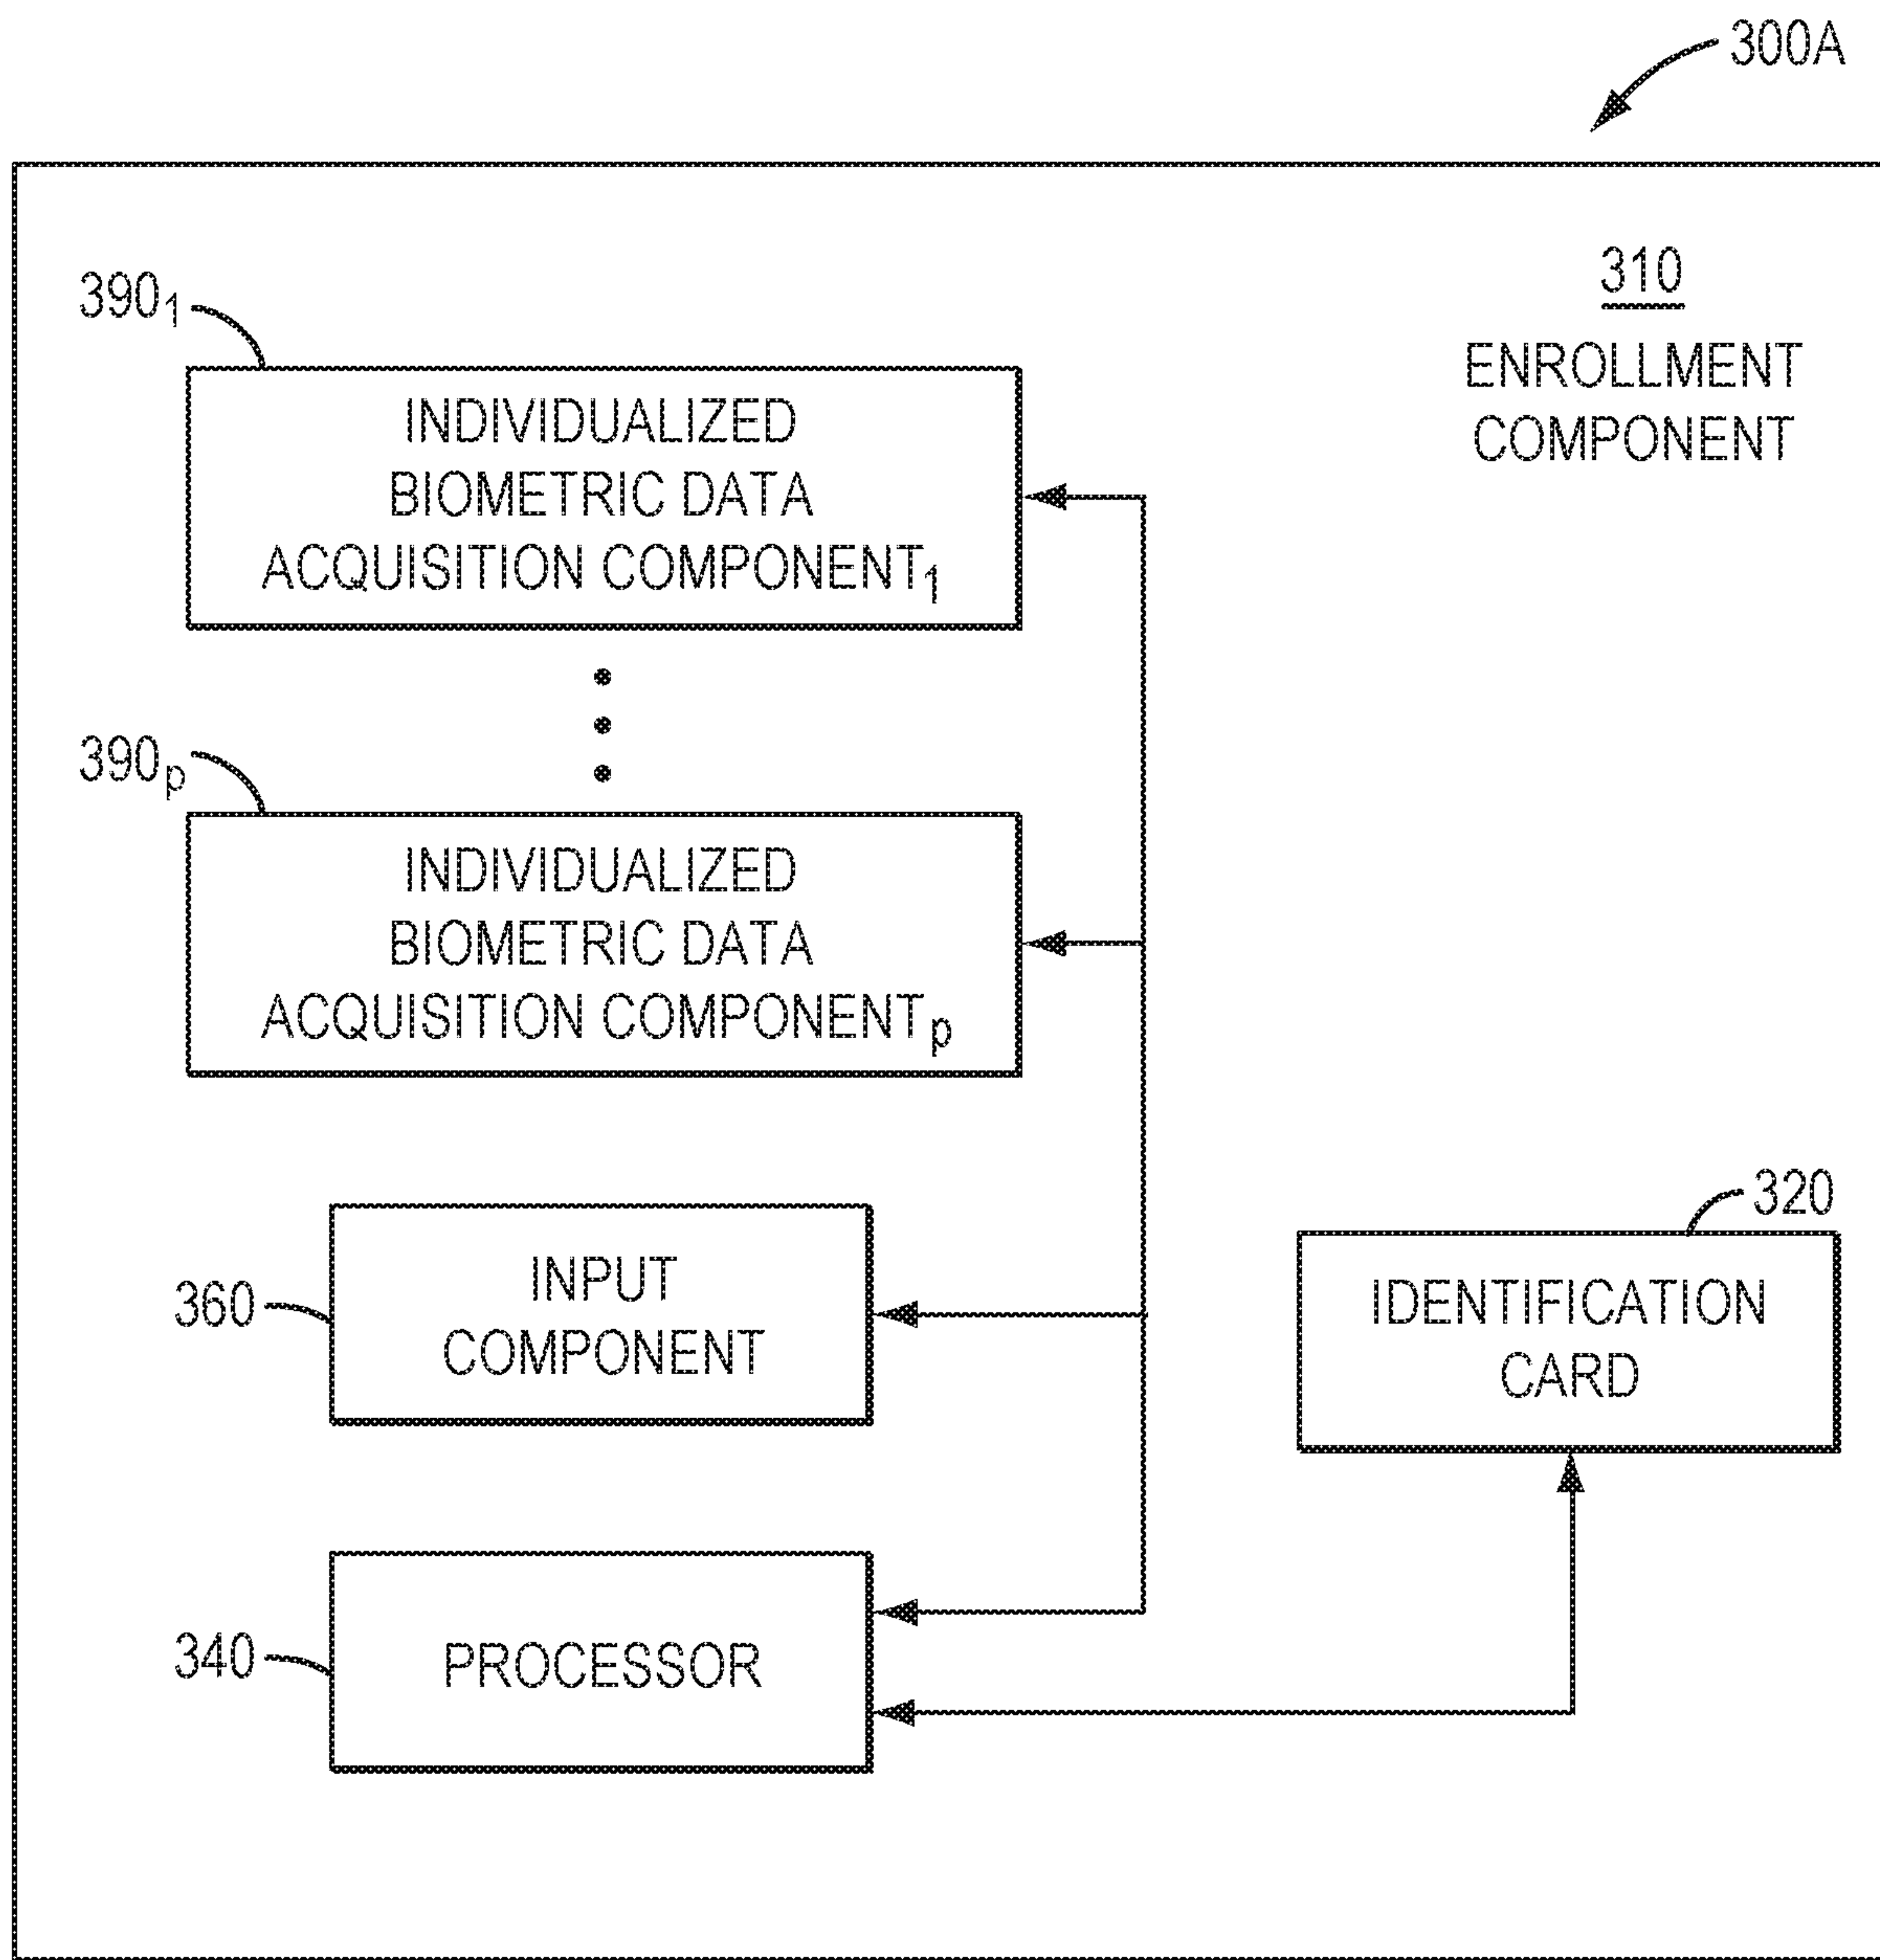 300A
310
ENROLLMENT
COMPONENT
390₁
INDIVIDUALIZED
BIOMETRIC DATA
ACQUISITION COMPONENT₁
390ₚ
INDIVIDUALIZED
BIOMETRIC DATA
ACQUISITION COMPONENTₚ
360
INPUT
COMPONENT
320
IDENTIFICATION
CARD
340
PROCESSOR